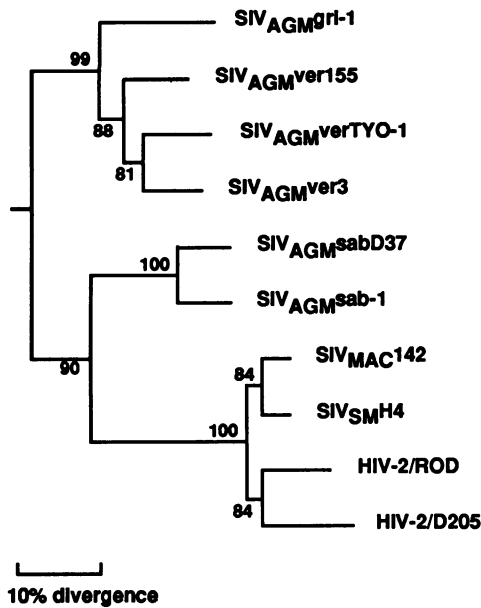 SIVAGMgri-1
99
SIVAGMver155
88
SIVAGMverTYO-1
81
SIVAGMver3
SIVAGMsabD37
100
SIVAGMsab-1
SIVMAC142
90
84
SIVSMH4
100
HIV-2/ROD
84
HIV-2/D205
10% divergence